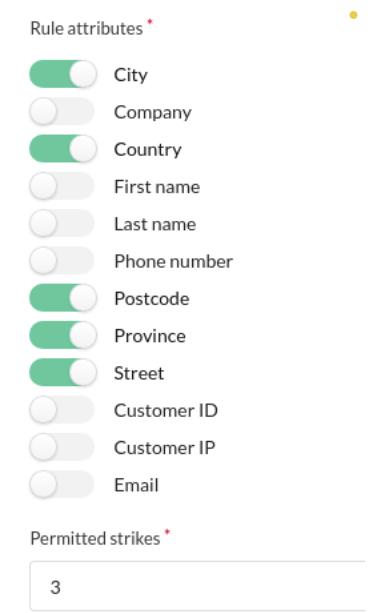 Rule attributes *
City
Company
Country
First name
Last name
Phone number
Postcode
Province
Street
Customer ID
Customer IP
Email
Permitted strikes *
3